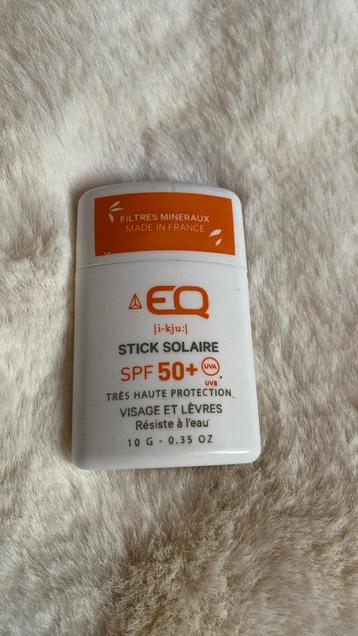 FILTRES MINERAUX
MADE IN FRANCE
EQ
|i-kju:|
STICK SOLAIRE
SPF 50+ UVA
UVB
TRÈS HAUTE PROTECTION
VISAGE ET LÈVRES
Résiste à l'eau
10 G - 0.35 OZ